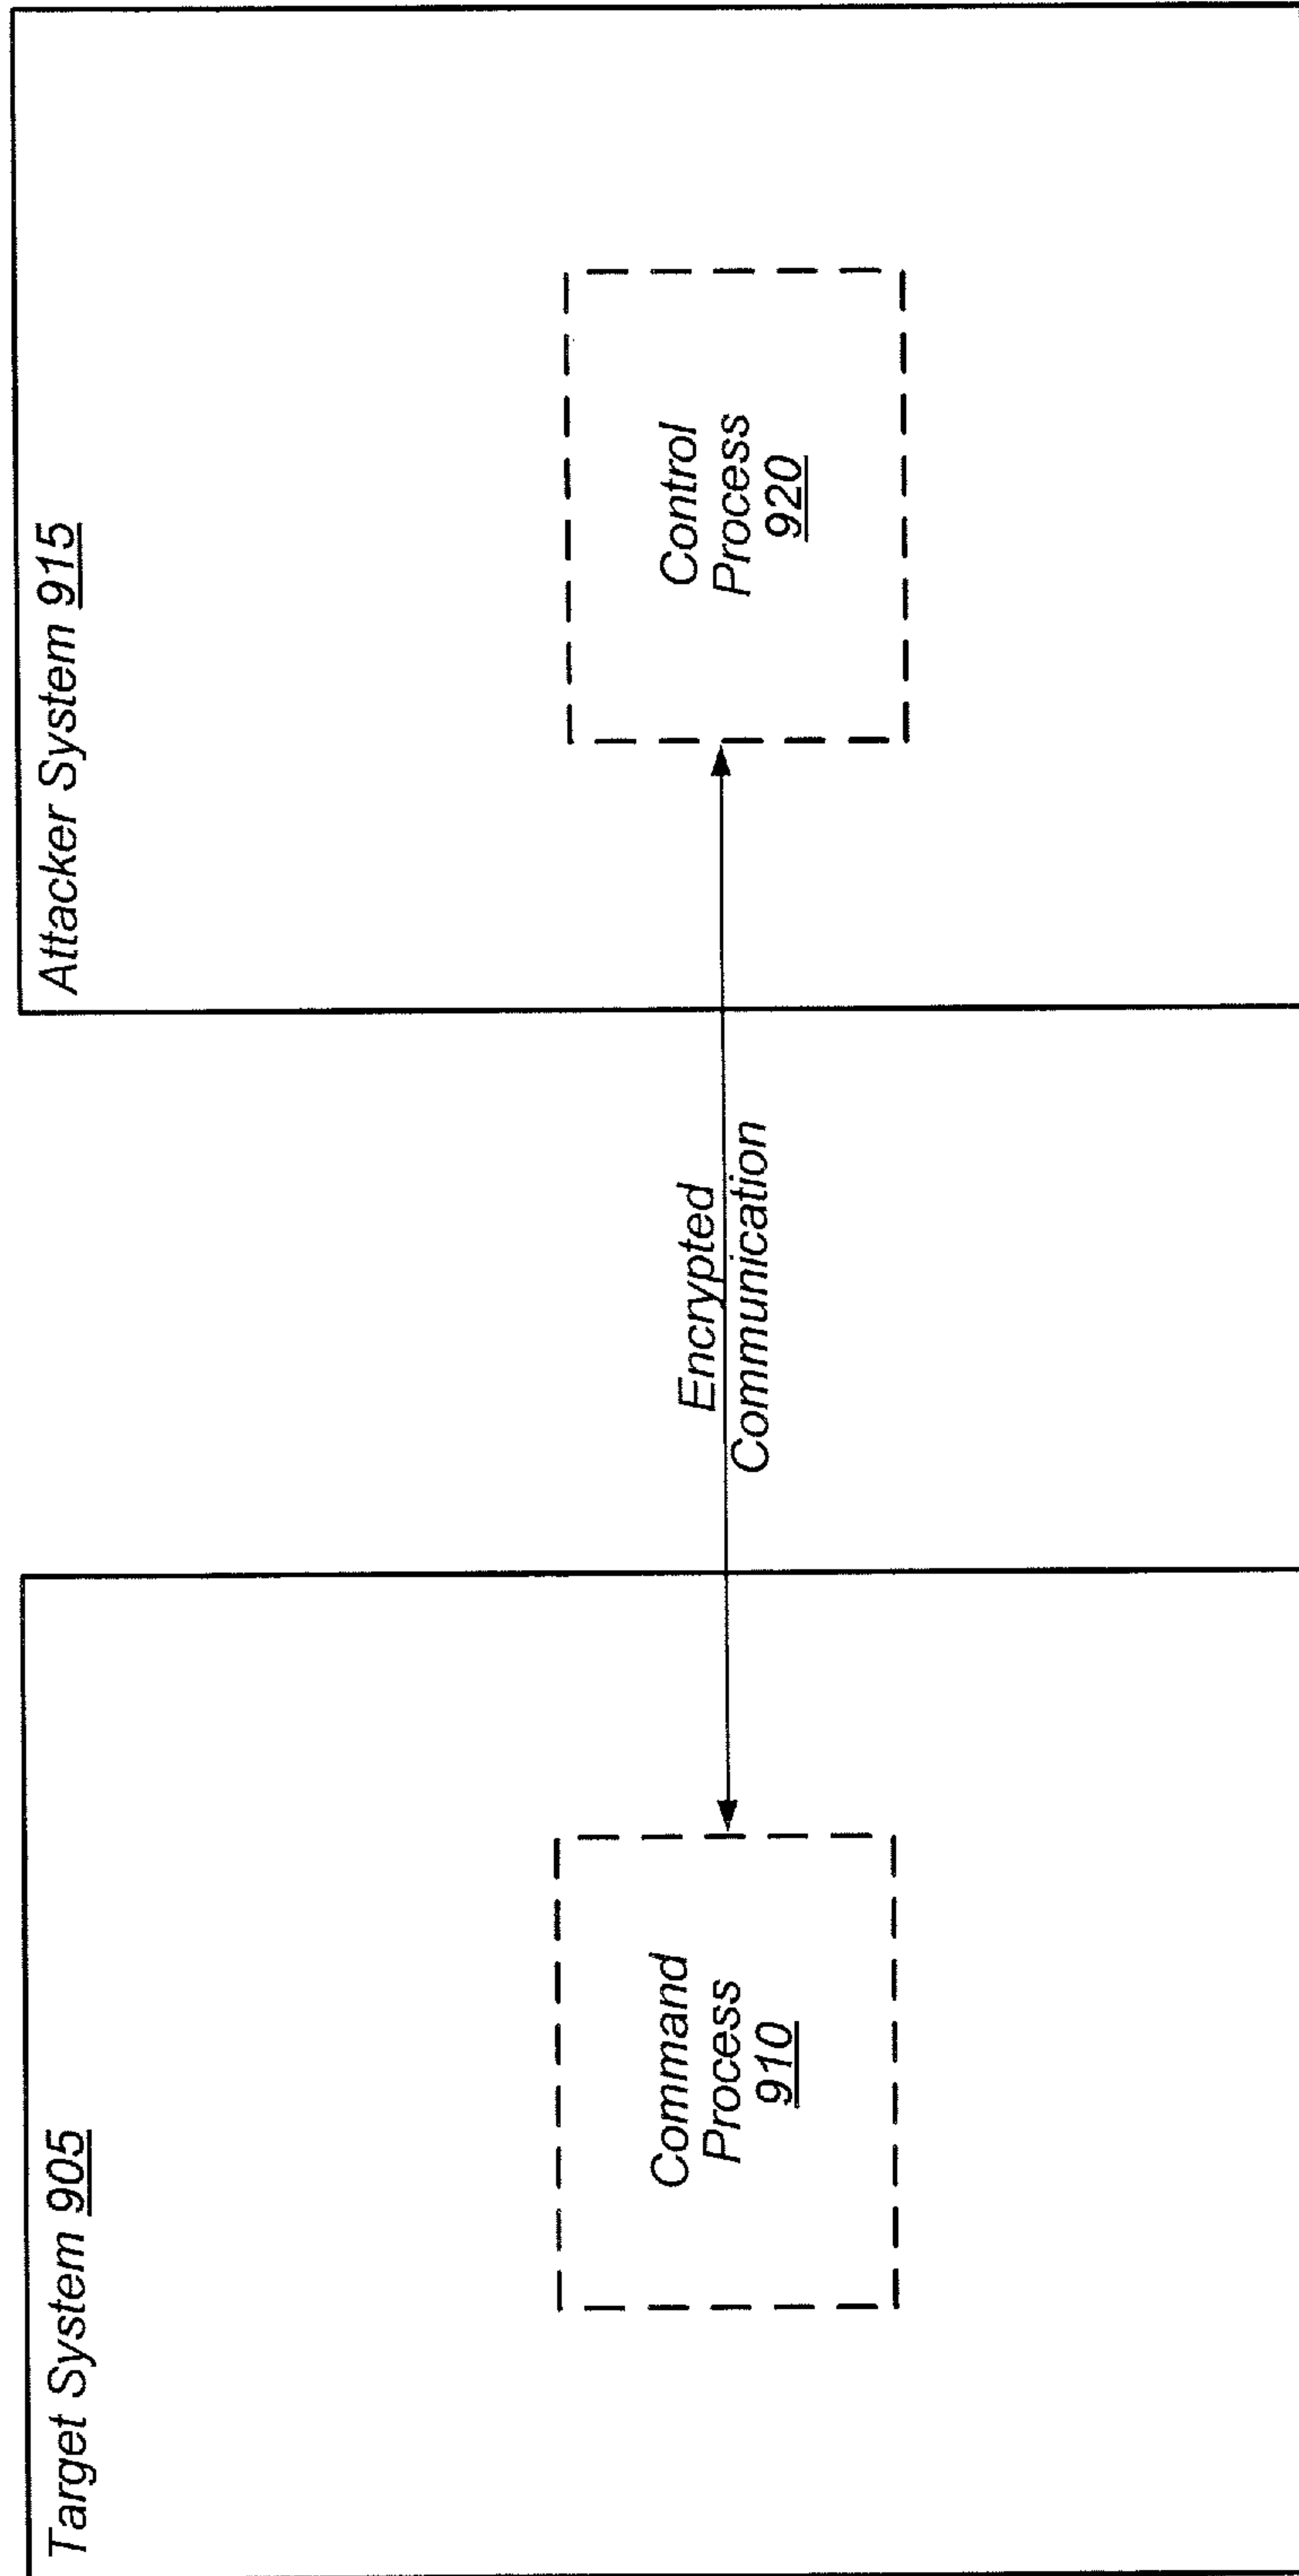 Target System 905
Command
Process
910
Encrypted
Communication
Attacker System 915
Control
Process
920